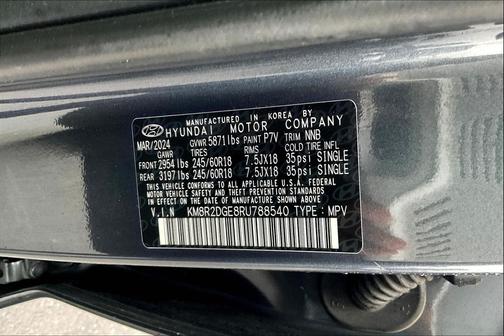 MANUFACTURED IN KOREA BY
HYUNDAI MOTOR COMPANY
MAR/2024 GVWR 5871lbs PAINT P7V TRIM NNB
GAWR TIRES RIMS COLD TIRE INFL
FRONT 2954 lbs 245/60R18 7.5JX18 35psi SINGLE
REAR 3197 lbs 245/60R18 7.5JX18 35psi SINGLE
THIS VEHICLE CONFORMS TO ALL APPLICABLE U.S.A. FEDERAL
MOTOR VEHICLE SAFETY, BUMPER, AND THEFT PREVENTION
STANDARDS IN EFFECT ON THE DATE OF MANUFACTURE SHOWN ABOVE.
V.I.N KM8R2DGE8RU788540 TYPE : MPV